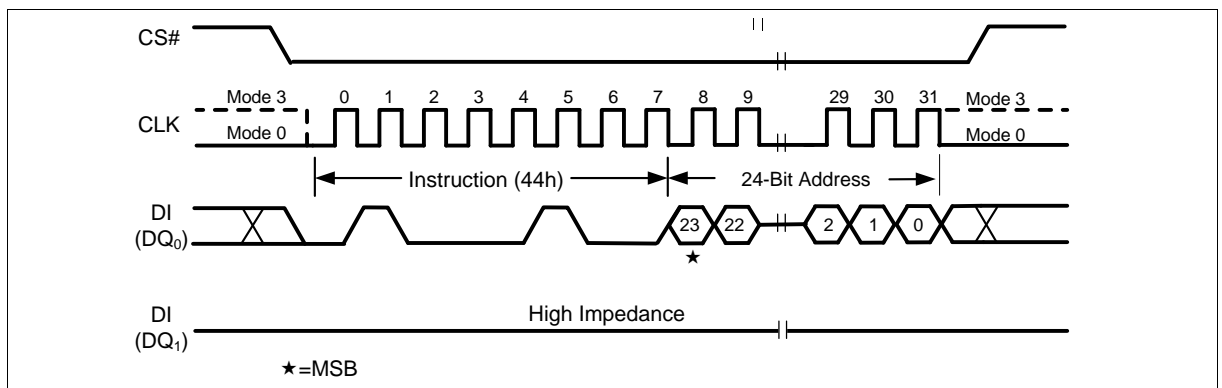 CS#
Mode 3 0 1 2 3 4 5 6 7 8 9 29 30 31 Mode 3
CLK
Mode 0 Mode 0
Instruction (44h) 24-Bit Address
DI
(DQ0) 23 22 2 1 0
★
DI High Impedance
(DQ1)
★=MSB